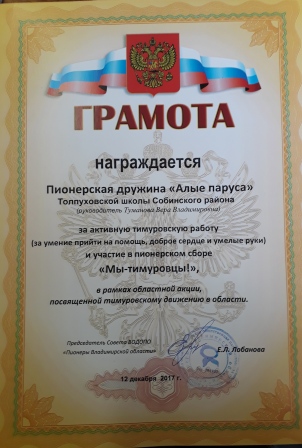 ГРАМОТА
награждается
Пионерская дружина «Алые паруса»
Толпуховской школы Собинского района
(руководитель Туманова Вера Владимировна)
за активную тимуровскую работу
(за умение прийти на помощь, доброе сердце и умелые руки)
и участие в пионерском сборе
«Мы-тимуровцы!»,
в рамках областной акции,
посвященной тимуровскому движению в области.
Председатель Совета ВОДОПО
«Пионеры Владимирской области»
Е.Л. Лобанова
12 декабря 2017 г.